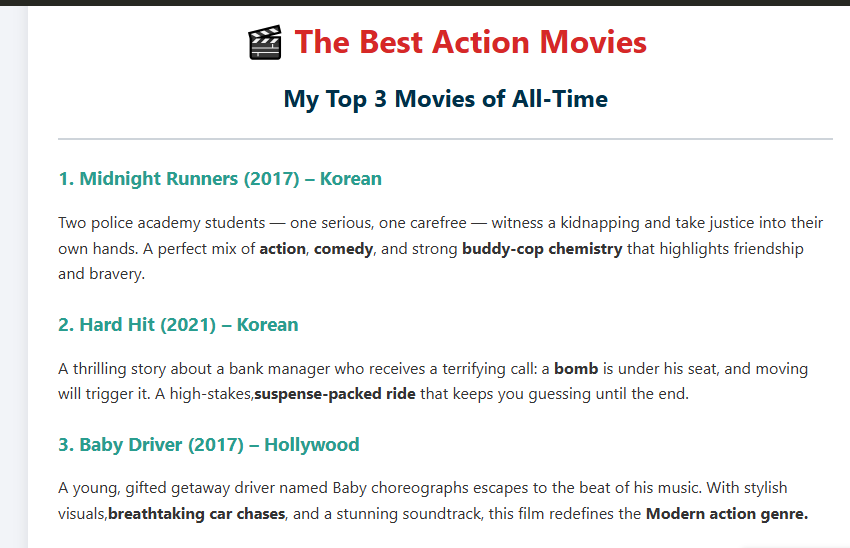 The Best Action Movies
My Top 3 Movies of All-Time
1. Midnight Runners (2017) – Korean
Two police academy students — one serious, one carefree — witness a kidnapping and take justice into their
own hands. A perfect mix of action, comedy, and strong buddy-cop chemistry that highlights friendship
and bravery.
2. Hard Hit (2021) – Korean
A thrilling story about a bank manager who receives a terrifying call: a bomb is under his seat, and moving
will trigger it. A high-stakes,suspense-packed ride that keeps you guessing until the end.
3. Baby Driver (2017) – Hollywood
A young, gifted getaway driver named Baby choreographs escapes to the beat of his music. With stylish
visuals,breathtaking car chases, and a stunning soundtrack, this film redefines the Modern action genre.